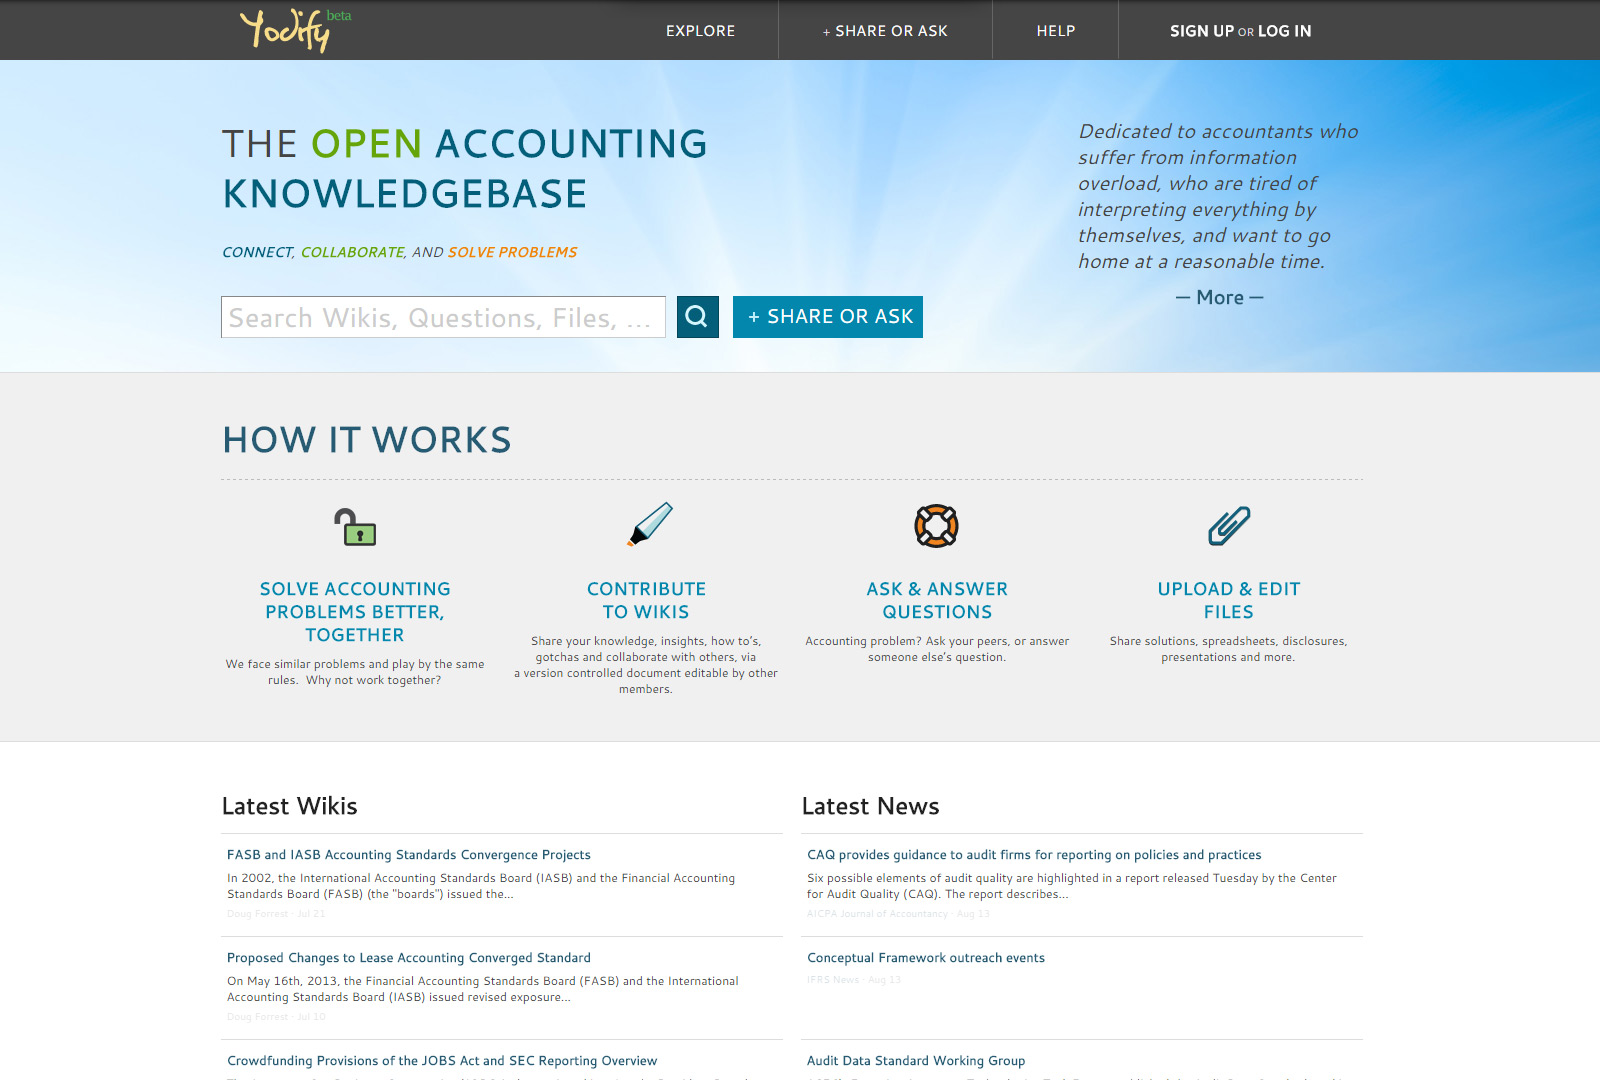 Yodify beta
EXPLORE
+ SHARE OR ASK
HELP
SIGN UP OR LOG IN
THE OPEN ACCOUNTING
KNOWLEDGEBASE
CONNECT, COLLABORATE, AND SOLVE PROBLEMS
Search Wikis, Questions, Files, ...
+ SHARE OR ASK
Dedicated to accountants who
suffer from information
overload, who are tired of
interpreting everything by
themselves, and want to go
home at a reasonable time.
— More —
HOW IT WORKS
SOLVE ACCOUNTING
PROBLEMS BETTER,
TOGETHER
We face similar problems and play by the same
rules. Why not work together?
CONTRIBUTE
TO WIKIS
Share your knowledge, insights, how to's,
gotchas and collaborate with others, via
a version controlled document editable by other
members.
ASK & ANSWER
QUESTIONS
Accounting problem? Ask your peers, or answer
someone else's question.
UPLOAD & EDIT
FILES
Share solutions, spreadsheets, disclosures,
presentations and more.
Latest Wikis
FASB and IASB Accounting Standards Convergence Projects
In 2002, the International Accounting Standards Board (IASB) and the Financial Accounting
Standards Board (FASB) (the "boards") issued the...
Doug Forrest · Jul 21
Proposed Changes to Lease Accounting Converged Standard
On May 16th, 2013, the Financial Accounting Standards Board (FASB) and the International
Accounting Standards Board (IASB) issued revised exposure...
Doug Forrest · Jul 10
Crowdfunding Provisions of the JOBS Act and SEC Reporting Overview
Latest News
CAQ provides guidance to audit firms for reporting on policies and practices
Six possible elements of audit quality are highlighted in a report released Tuesday by the Center
for Audit Quality (CAQ). The report describes...
AICPA Journal of Accountancy · Aug 13
Conceptual Framework outreach events
IFRS News · Aug 13
Audit Data Standard Working Group